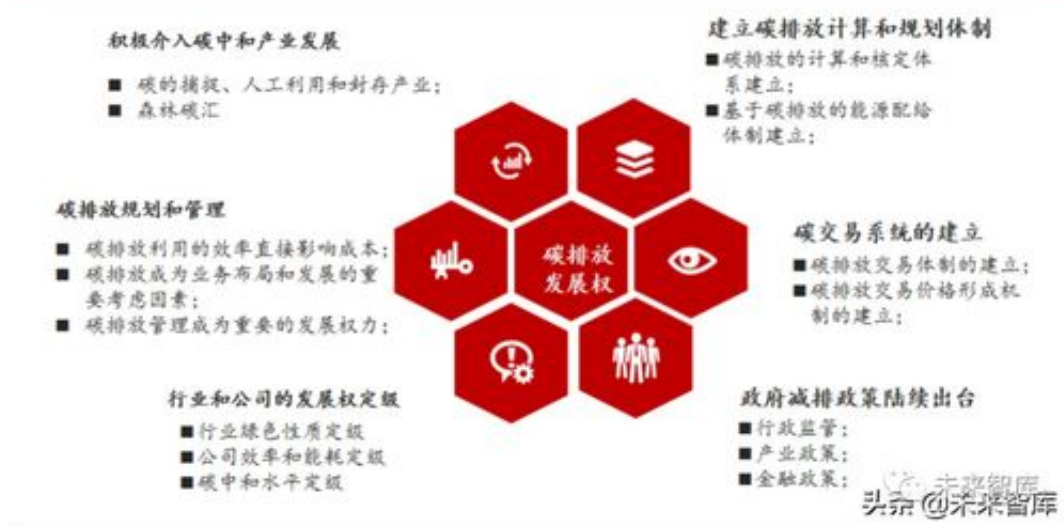 积极介入碳中和产业发展
■ 碳的捕捉、人工利用和封存产业;
■ 森林碳汇
建立碳排放计算和规划体制
■碳排放的计算和核定体
系建立;
■基于碳排放的能源配给
体制建立;
碳排放规划和管理
■ 碳排放利用的效率直接影响成本;
■ 碳排放成为业务布局和发展的重
要考虑因素;
■ 碳排放管理成为重要的发展权力;
碳排放
发展权
碳交易系统的建立
■碳排放交易体制的建立;
■碳排放交易价格形成机
制的建立;
行业和公司的发展权定级
■行业绿色性质定级
■公司效率和能耗定级
■碳中和水平定级
政府减排政策陆续出台
■行政监管;
■产业政策;
■金融政策;
未来智库
头条 @未来智库